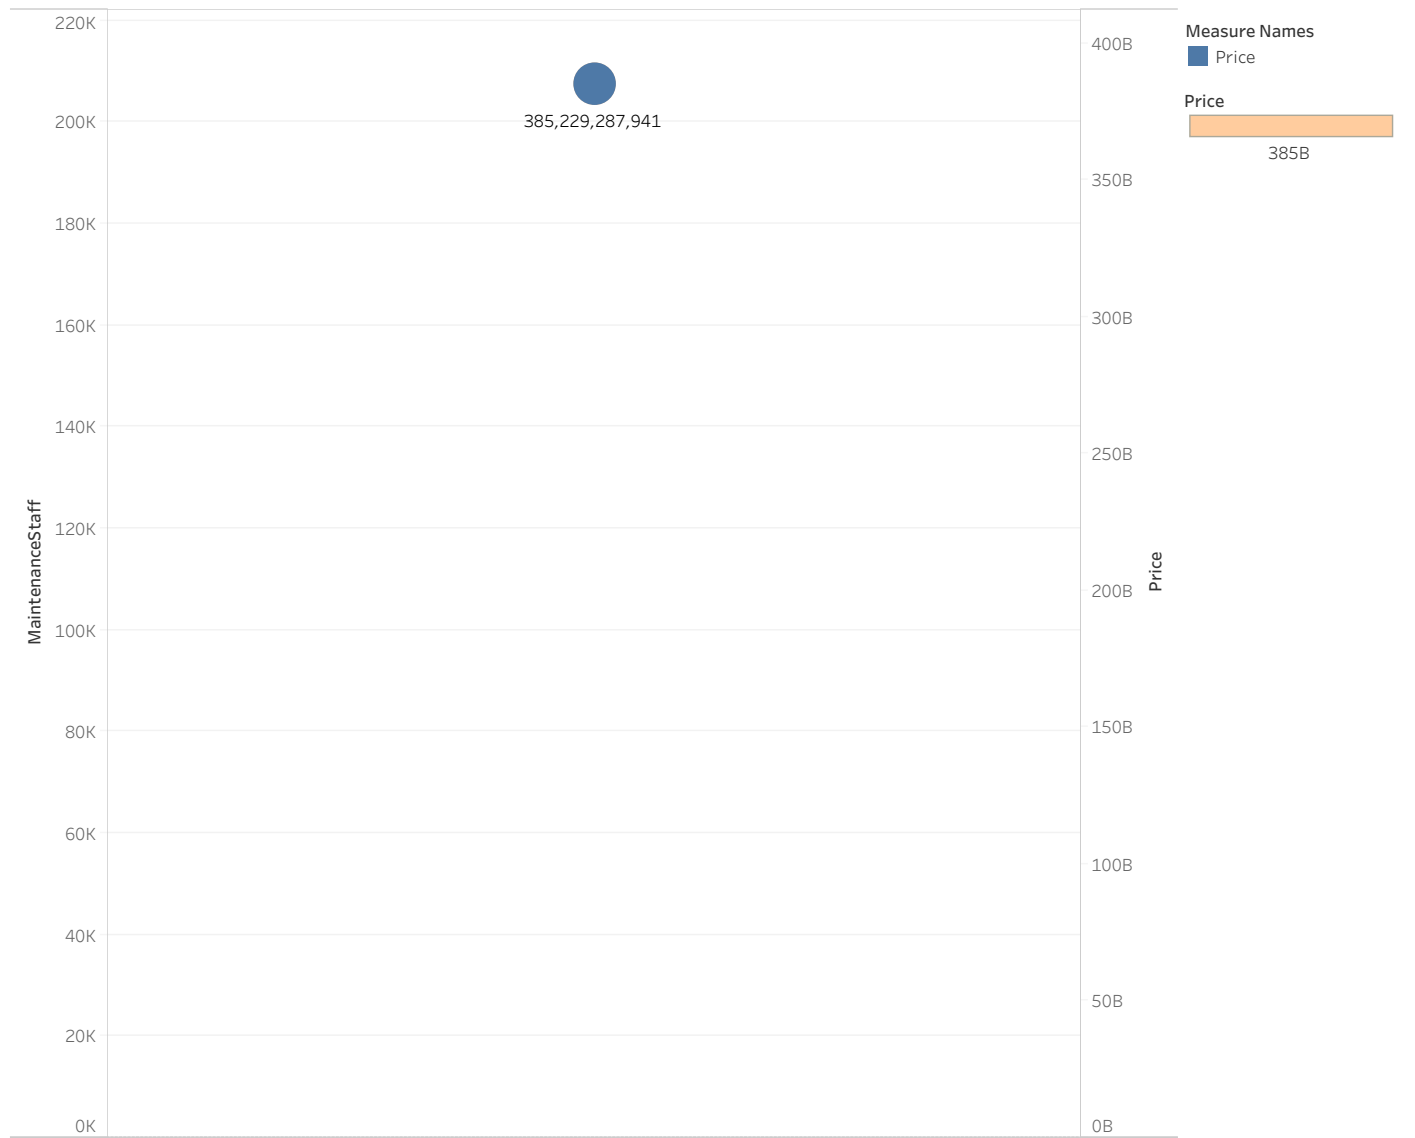 220K
200K
180K
160K
140K
120K
100K
80K
60K
40K
20K
0K
MaintenanceStaff
385,229,287,941
400B
350B
300B
250B
200B
150B
100B
50B
0B
Price
Measure Names
Price
Price
385B